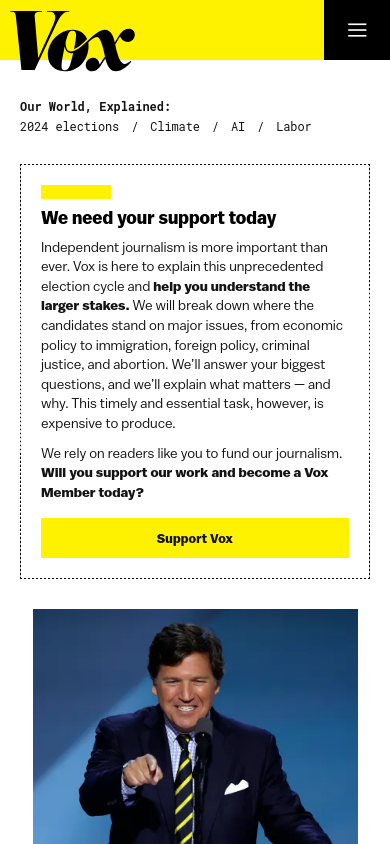 Vox
Our World, Explained:
2024 elections / Climate / AI / Labor
We need your support today
Independent journalism is more important than
ever. Vox is here to explain this unprecedented
election cycle and help you understand the
larger stakes. We will break down where the
candidates stand on major issues, from economic
policy to immigration, foreign policy, criminal
justice, and abortion. We’ll answer your biggest
questions, and we’ll explain what matters — and
why. This timely and essential task, however, is
expensive to produce.
We rely on readers like you to fund our journalism.
Will you support our work and become a Vox
Member today?
Support Vox